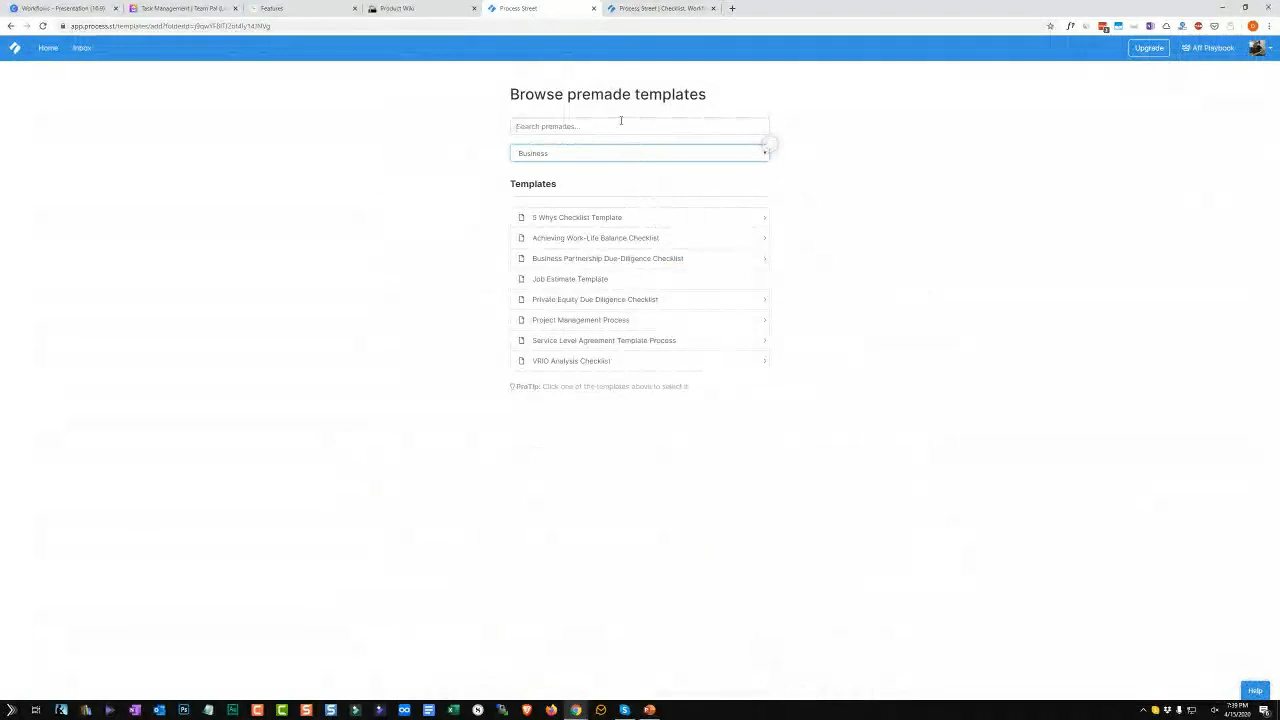 Workflow - Presentation (16:9)
Task Management | Team Pal (L
Features
Product Wiki
Process Street
Process Street | Checklist, Workfl
Home
Inbox
Upgrade
Aff Playbook
Browse premade templates
Search premades...
Business
Templates
5 Whys Checklist Template
Achieving Work-Life Balance Checklist
Business Partnership Due-Diligence Checklist
Job Estimate Template
Private Equity Due Diligence Checklist
Project Management Process
Service Level Agreement Template Process
VRIO Analysis Checklist
ProTip: Click one of the templates above to select it
Help
7:39 PM
4/15/2020